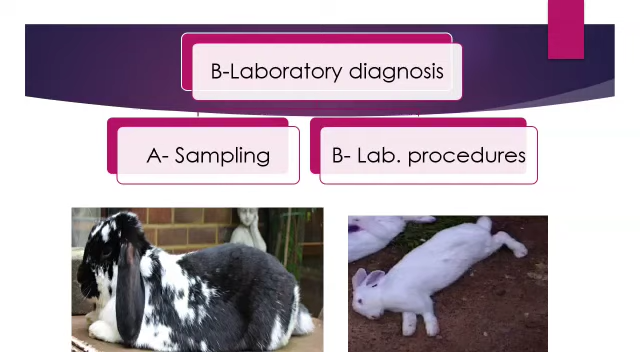 B-Laboratory diagnosis
A- Sampling
B- Lab. procedures